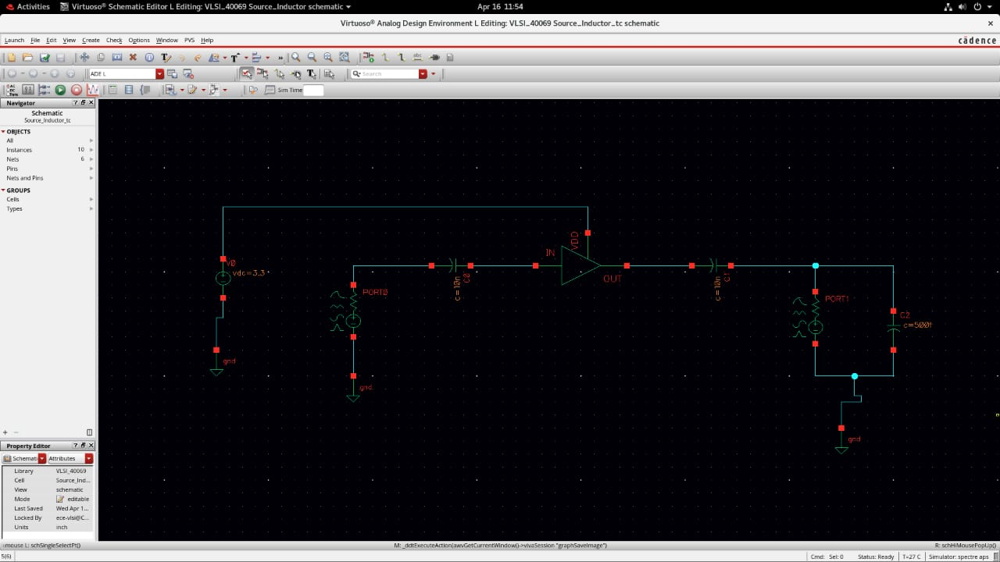 Activities Virtuoso® Schematic Editor L Editing: VLSI_40069 Source_Inductor schematic Apr 16 11:54
Virtuoso® Analog Design Environment L Editing: VLSI_40069 Source_Inductor_tc schematic
Launch File Edit View Create Check Options Window PVS Help
cādence
ADE L
Search
Sim Time
Navigator
Schematic
Source_Inductor_tc
OBJECTS
All
Instances 10
Nets 6
Pins
Nets and Pins
GROUPS
Cells
Types
V0
vdc=3.3
gnd
PORT0
gnd
c=10n
C0
IN
VDD
OUT
c=10n
C1
PORT1
C2
c=500f
gnd
Property Editor
Schemati Attributes
Library VLSI_40069
Cell Source_Ind...
View schematic
Mode editable
Last Saved Wed Apr 1...
Locked By ece-vlsi@C...
Units inch
mouse L: schSingleSelectPt() M: _ddtExecuteAction(awvGetCurrentWindow()->vivaSession "graphSaveImage") R: schHiMousePopUp()
5(6) Cmd: Sel: 0 Status: Ready T=27 C Simulator: spectre aps